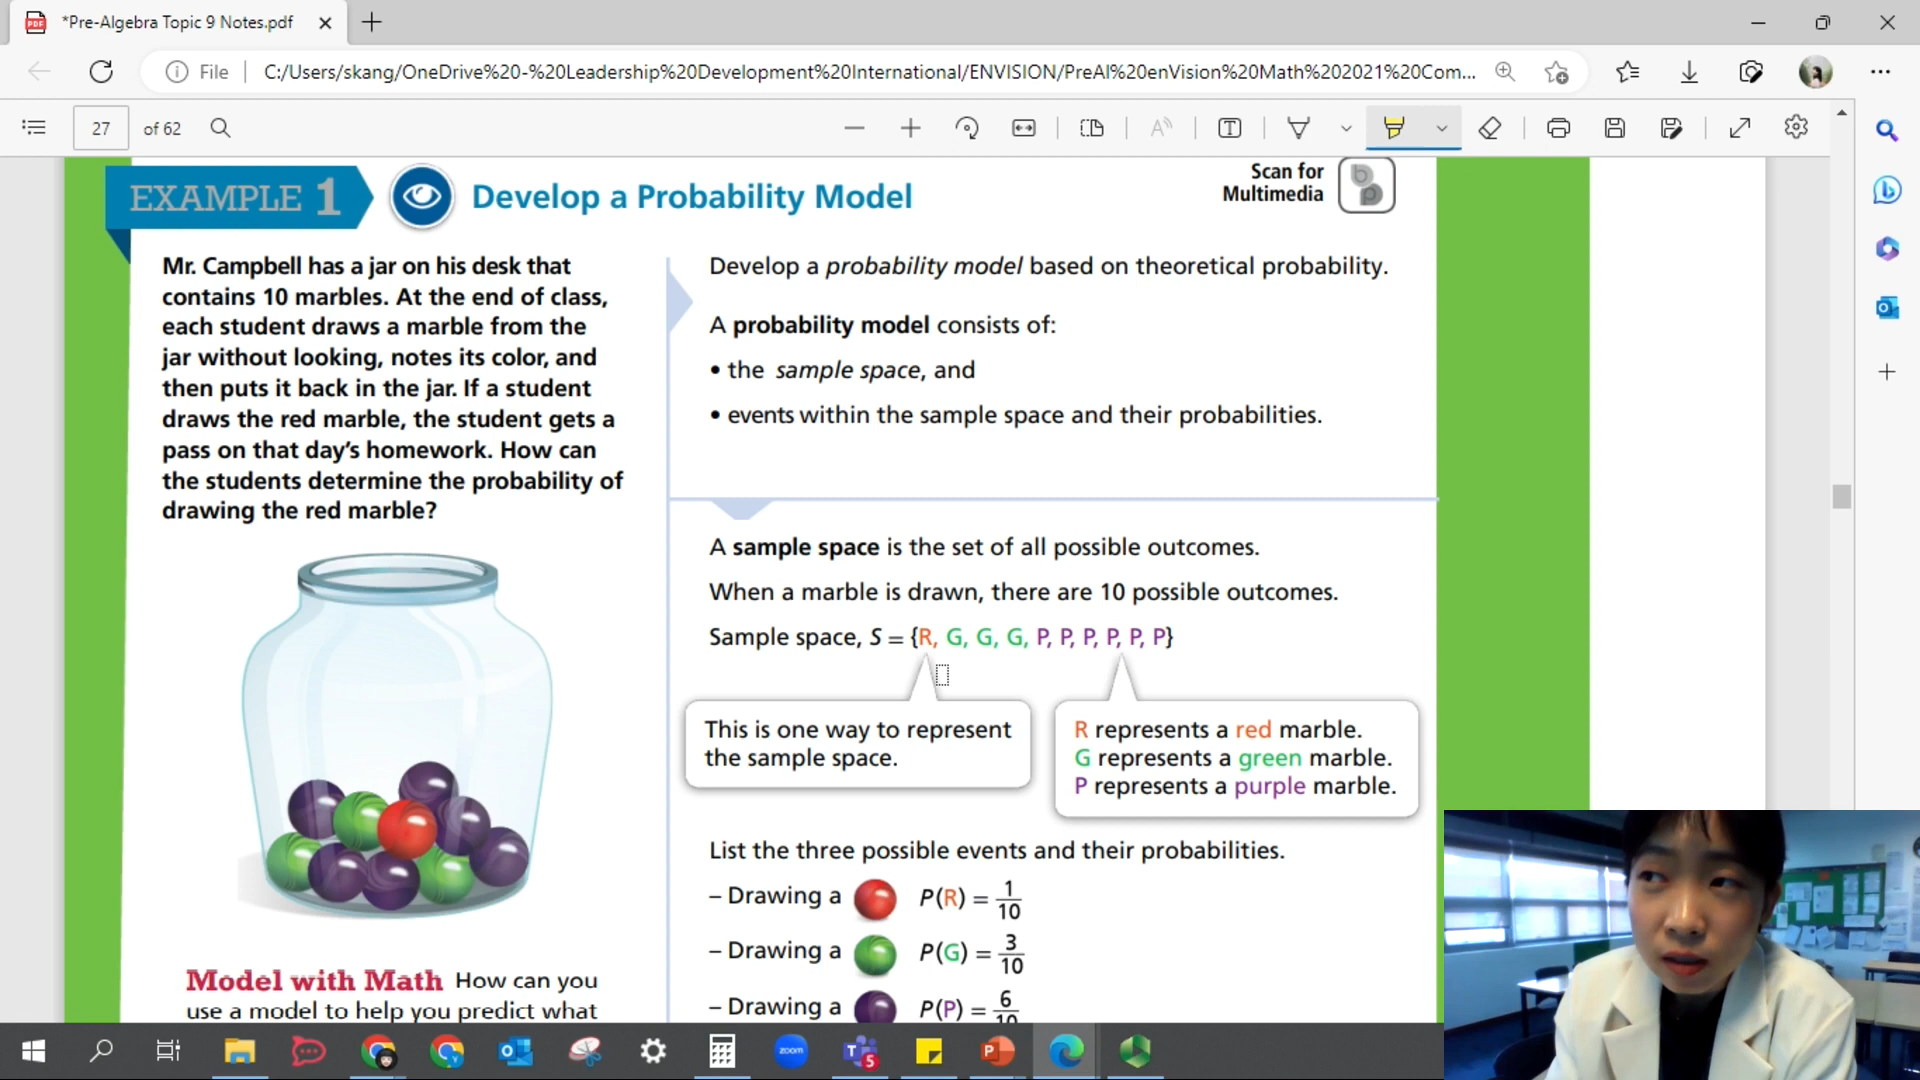 *Pre-Algebra Topic 9 Notes.pdf
File
C:/Users/skang/OneDrive%20-%20Leadership%20Development%20International/ENVISION/PreAl%20enVision%20Math%202021%20Com...
27 of 62
EXAMPLE 1
Develop a Probability Model
Scan for
Multimedia
Mr. Campbell has a jar on his desk that
contains 10 marbles. At the end of class,
each student draws a marble from the
jar without looking, notes its color, and
then puts it back in the jar. If a student
draws the red marble, the student gets a
pass on that day's homework. How can
the students determine the probability of
drawing the red marble?
Model with Math How can you
use a model to help you predict what
Develop a probability model based on theoretical probability.
A probability model consists of:
• the sample space, and
• events within the sample space and their probabilities.
A sample space is the set of all possible outcomes.
When a marble is drawn, there are 10 possible outcomes.
Sample space, S = {R, G, G, G, P, P, P, P, P, P}
This is one way to represent
the sample space.
R represents a red marble.
G represents a green marble.
P represents a purple marble.
List the three possible events and their probabilities.
– Drawing a P(R) = 1/10
– Drawing a P(G) = 3/10
– Drawing a P(P) = 6/10
zoom
5